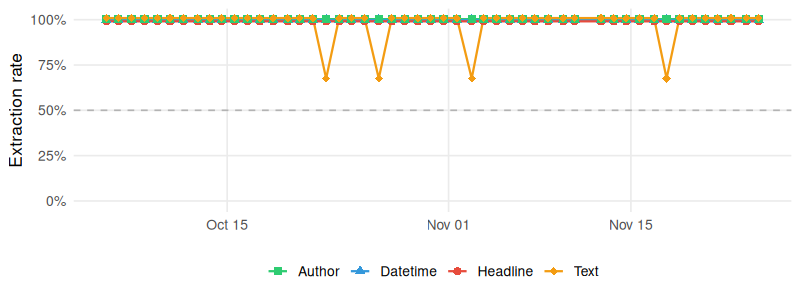 100%
75%
50%
25%
0%
Extraction rate
Oct 15 Nov 01 Nov 15
Author Datetime Headline Text